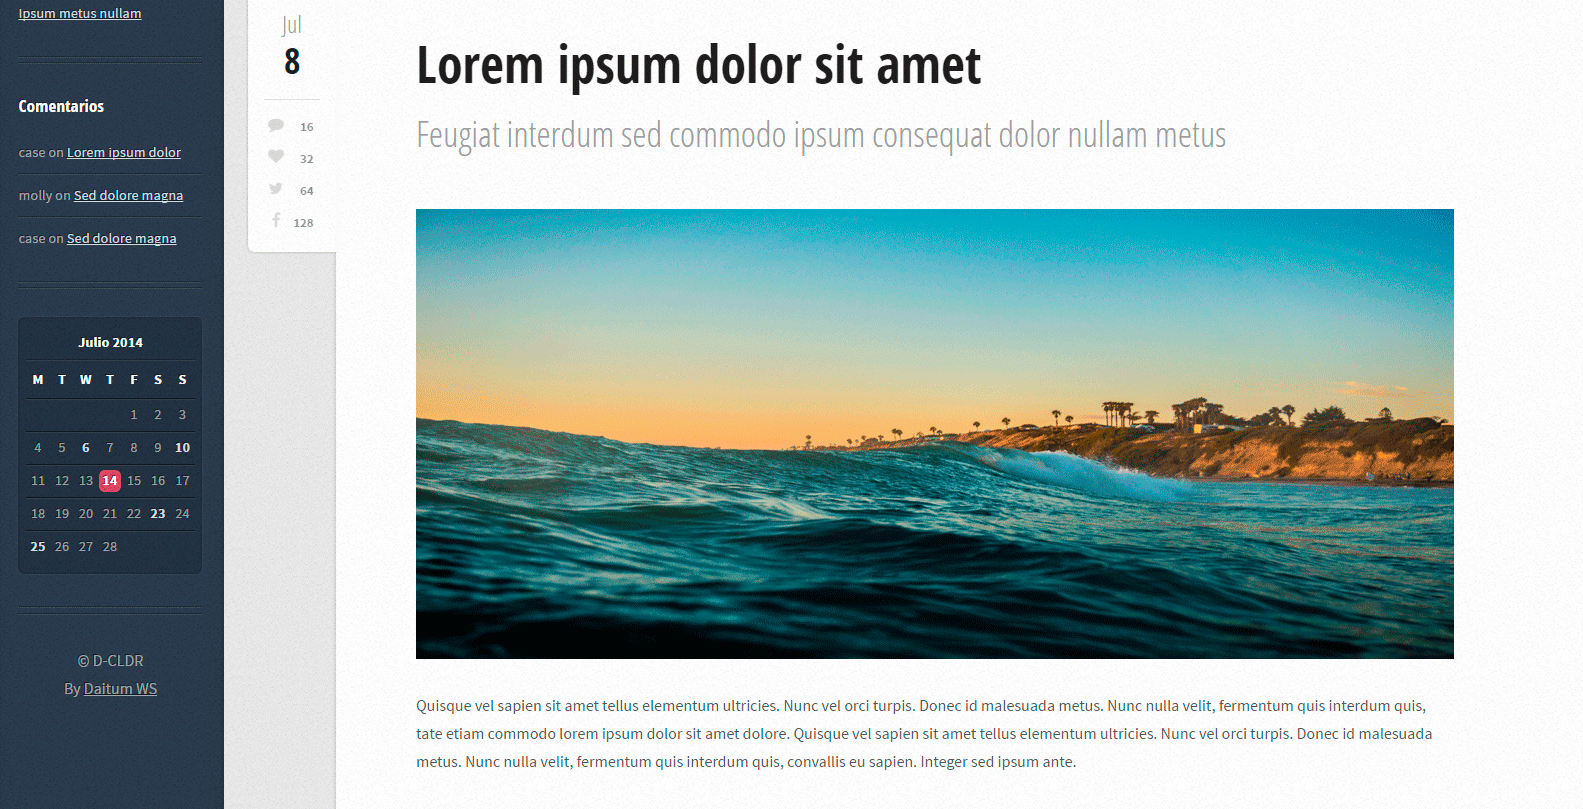 Ipsum metus nullam
Comentarios
case on Lorem ipsum dolor
molly on Sed dolore magna
case on Sed dolore magna
Julio 2014
M T W T F S S
1 2 3
4 5 6 7 8 9 10
11 12 13 14 15 16 17
18 19 20 21 22 23 24
25 26 27 28
© D-CLDR
By Daitum WS
Jul
8
16
32
64
128
Lorem ipsum dolor sit amet
Feugiat interdum sed commodo ipsum consequat dolor nullam metus
Quisque vel sapien sit amet tellus elementum ultricies. Nunc vel orci turpis. Donec id malesuada metus. Nunc nulla velit, fermentum quis interdum quis,
tate etiam commodo lorem ipsum dolor sit amet dolore. Quisque vel sapien sit amet tellus elementum ultricies. Nunc vel orci turpis. Donec id malesuada
metus. Nunc nulla velit, fermentum quis interdum quis, convallis eu sapien. Integer sed ipsum ante.